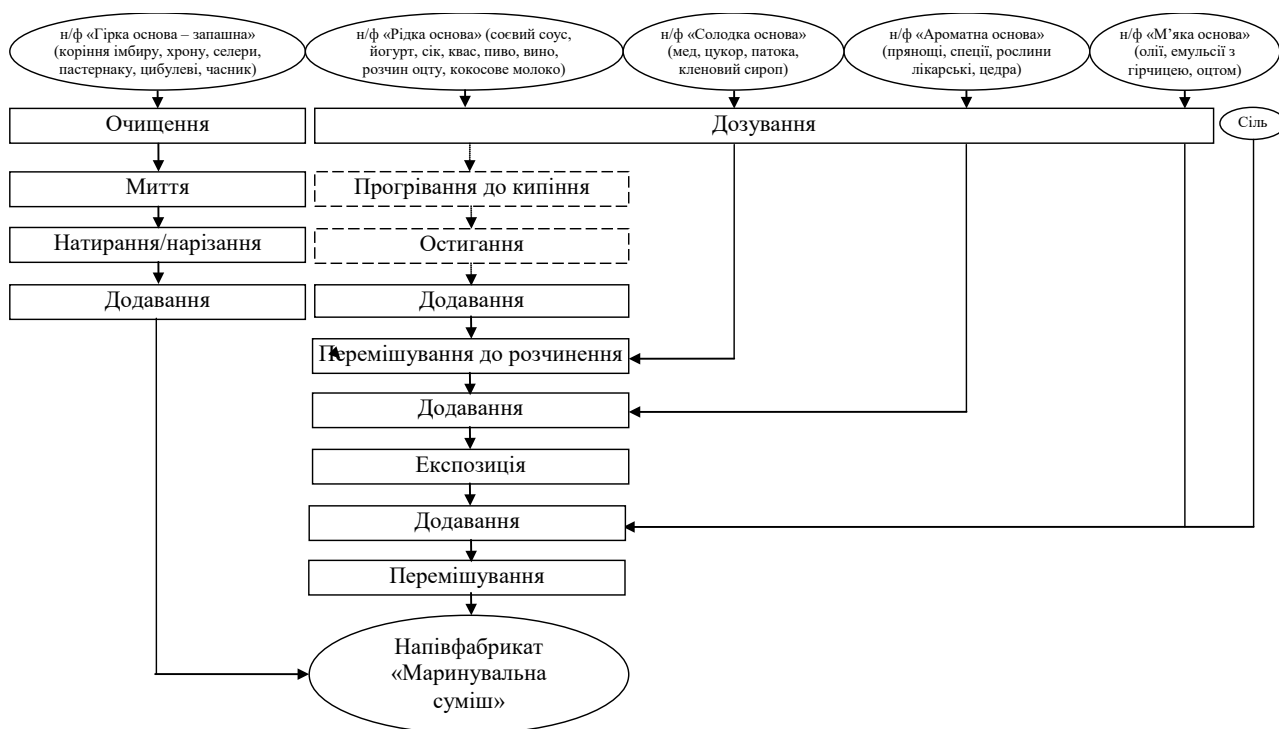 н/ф «Гірка основа – запашна»
(коріння імбиру, хрону, селери,
пастернаку, цибулеві, часник)
н/ф «Рідка основа» (соєвий соус,
йогурт, сік, квас, пиво, вино,
розчин оцту, кокосове молоко)
н/ф «Солодка основа»
(мед, цукор, патока,
кленовий сироп)
н/ф «Ароматна основа»
(прянощі, спеції, рослини
лікарські, цедра)
н/ф «М’яка основа»
(олії, емульсії з
гірчицею, оцтом)
Очищення
Дозування
Сіль
Миття
Прогрівання до кипіння
Натирання/нарізання
Остигання
Додавання
Додавання
Перемішування до розчинення
Додавання
Експозиція
Додавання
Перемішування
Напівфабрикат
«Маринувальна
суміш»